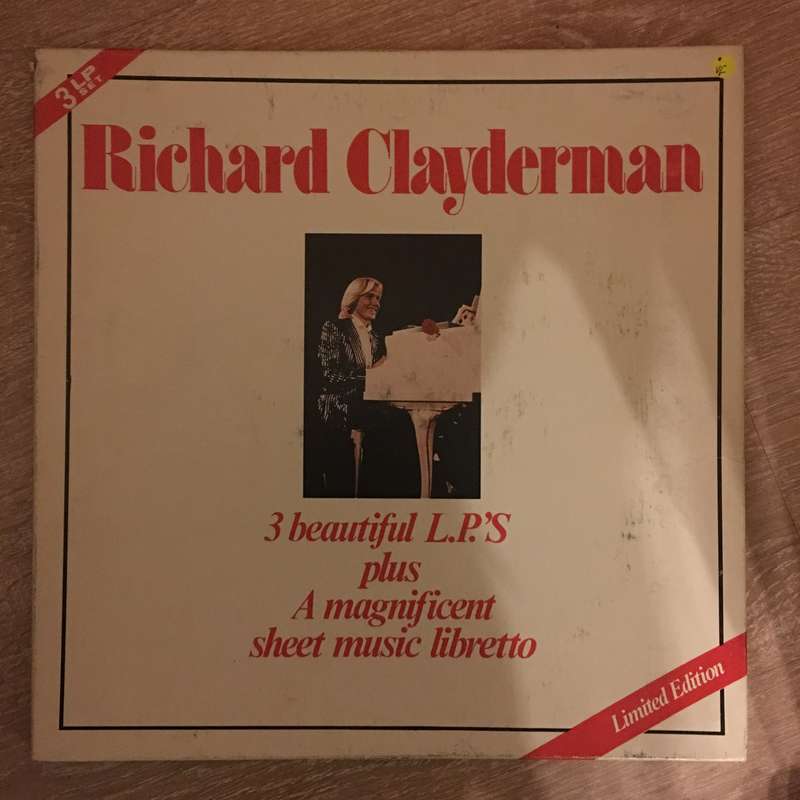 3 LP
SET
Richard Clayderman
3 beautiful L.P.'S
plus
A magnificent
sheet music libretto
Limited Edition